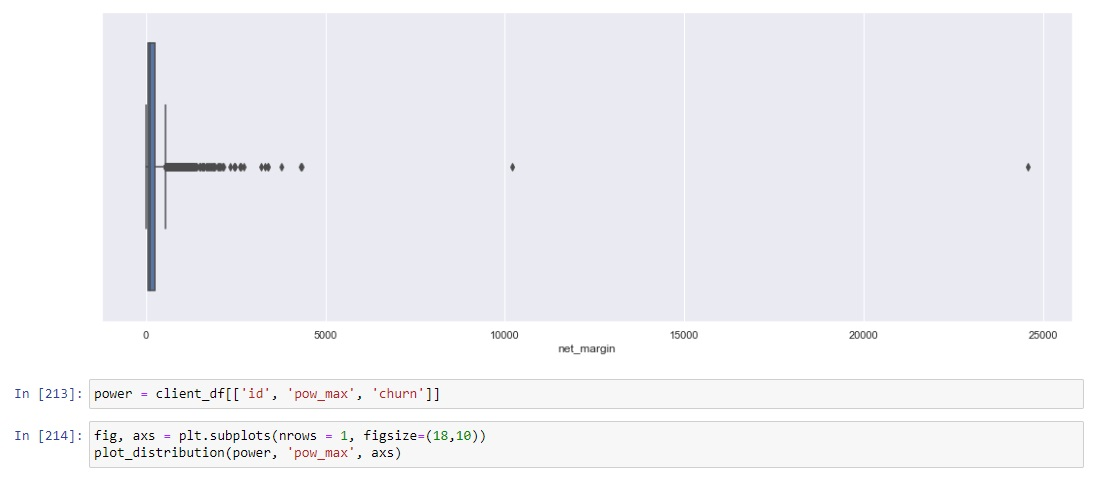 0 5000 10000 15000 20000 25000
net_margin
In [213]: power = client_df[['id', 'pow_max', 'churn']]
In [214]: fig, axs = plt.subplots(nrows = 1, figsize=(18,10))
plot_distribution(power, 'pow_max', axs)